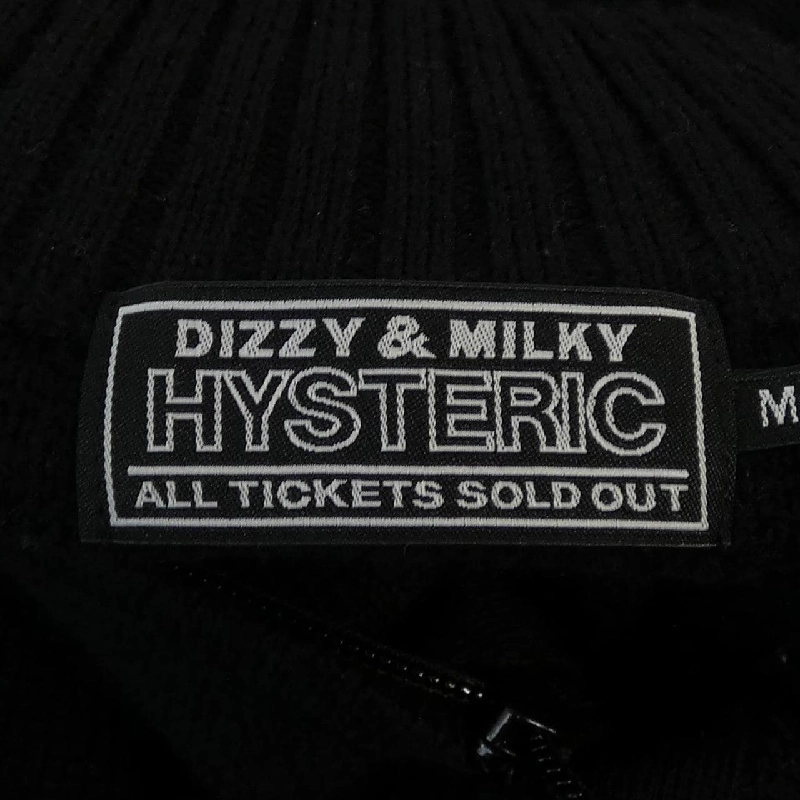 DIZZY & MILKY
HYSTERIC
ALL TICKETS SOLD OUT
M